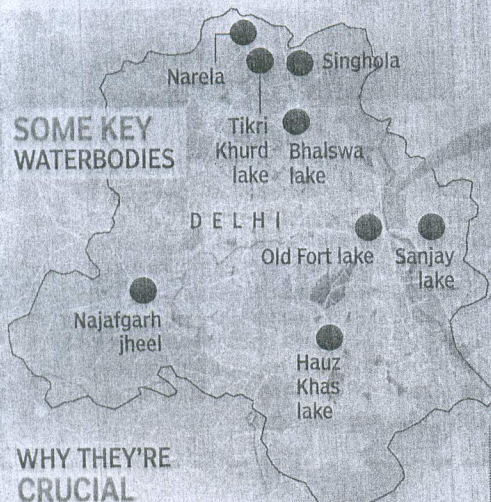 Narela
Singhola
SOME KEY
WATERBODIES
Tikri
Khurd
lake
Bhalswa
lake
DELHI
Old Fort lake
Sanjay
lake
Najafgarh
jheel
Hauz
Khas
lake
WHY THEY'RE
CRUCIAL